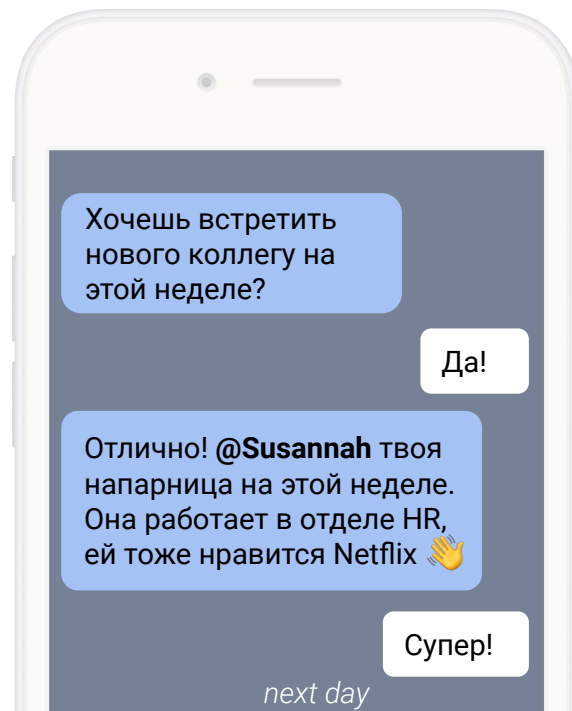 Хочешь встретить
нового коллегу на
этой неделе?
Да!
Отлично! @Susannah твоя
напарница на этой неделе.
Она работает в отделе HR,
ей тоже нравится Netflix 👋
Супер!
next day